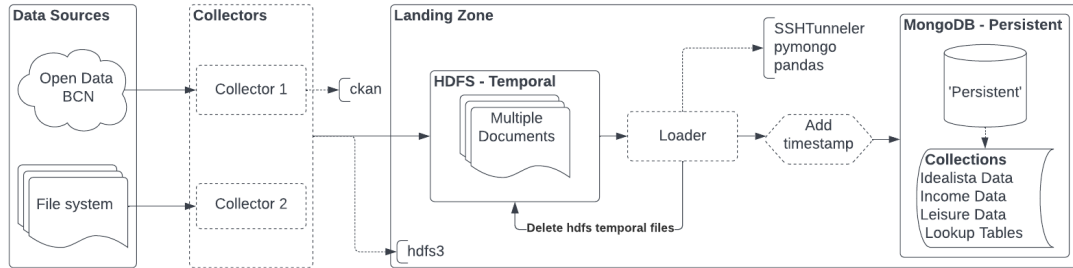 Data Sources
Open Data
BCN
File system
Collectors
Collector 1
Collector 2
ckan
hdfs3
Landing Zone
HDFS - Temporal
Multiple
Documents
Loader
Delete hdfs temporal files
SSHTunneler
pymongo
pandas
Add
timestamp
MongoDB - Persistent
'Persistent'
Collections
Idealista Data
Income Data
Leisure Data
Lookup Tables